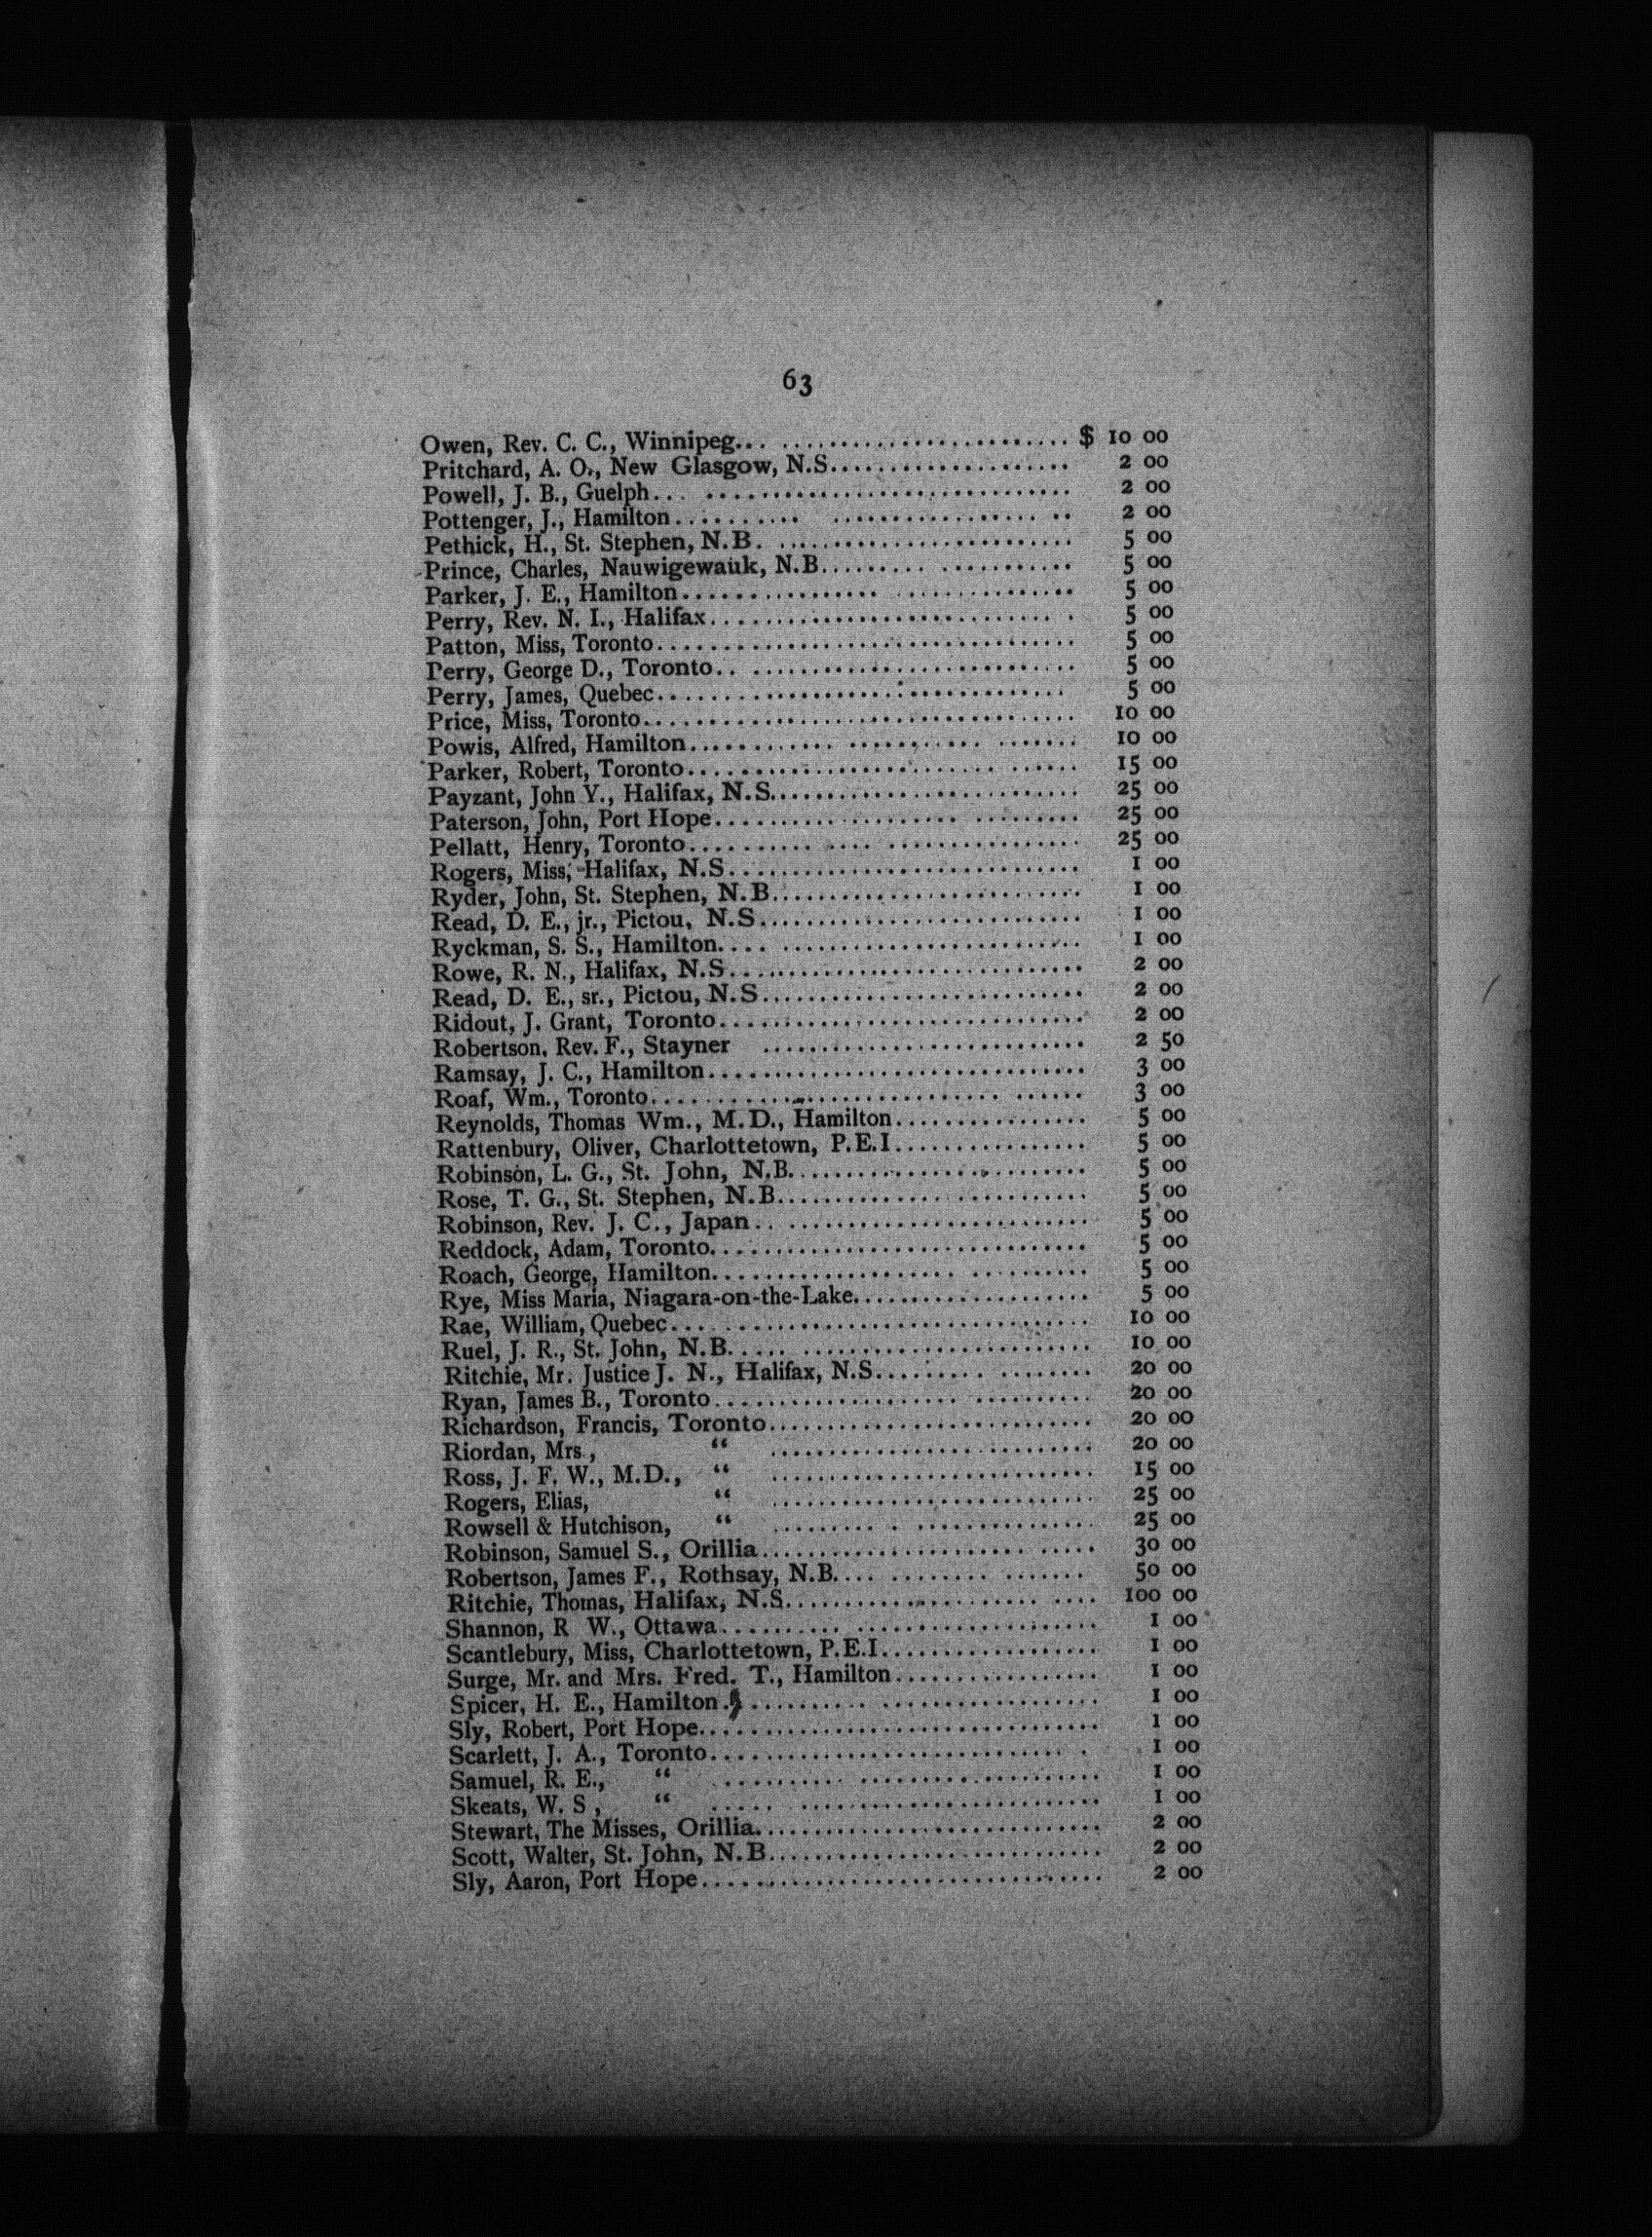 63
Owen, Rev. C. C., Winnipeg... ........................ $ 10 00
Pritchard, A. O., New Glasgow, N.S.................... 2 00
Powell, J. B., Guelph... ............................ 2 00
Pottenger, J., Hamilton.......... ................. .. 2 00
Pethick, H., St. Stephen, N.B. ......................... 5 00
Prince, Charles, Nauwigewauk, N.B......... ........... 5 00
Parker, J. E., Hamilton............... .............. 5 00
Perry, Rev. N. I., Halifax............................ . 5 00
Patton, Miss, Toronto................................ 5 00
Perry, George D., Toronto.. .......................... 5 00
Perry, James, Quebec................................ 5 00
Price, Miss, Toronto................................. 10 00
Powis, Alfred, Hamilton............ ........... ....... 10 00
Parker, Robert, Toronto........................ ...... 15 00
Payzant, John Y., Halifax, N.S......................... 25 00
Paterson, John, Port Hope................... ......... 25 00
Pellatt, Henry, Toronto.......... .... ................ 25 00
Rogers, Miss, Halifax, N.S............................ 1 00
Ryder, John, St. Stephen, N.B......................... 1 00
Read, D. E., jr., Pictou, N.S.......................... 1 00
Ryckman, S. S., Hamilton.... ........................ 1 00
Rowe, R. N., Halifax, N.S............................ 2 00
Read, D. E., sr., Pictou, N.S.......................... 2 00
Ridout, J. Grant, Toronto............................. 2 00
Robertson, Rev. F., Stayner .......................... 2 50
Ramsay, J. C., Hamilton.............................. 3 00
Roaf, Wm., Toronto............................ ...... 3 00
Reynolds, Thomas Wm., M.D., Hamilton................ 5 00
Rattenbury, Oliver, Charlottetown, P.E.I................ 5 00
Robinson, L. G., St. John, N.B........................ 5 00
Rose, T. G., St. Stephen, N.B......................... 5 00
Robinson, Rev. J. C., Japan.. ......................... 5 00
Reddock, Adam, Toronto............................. 5 00
Roach, George, Hamilton................... .......... 5 00
Rye, Miss Maria, Niagara-on-the-Lake.................. 5 00
Rae, William, Quebec................................ 10 00
Ruel, J. R., St. John, N.B..... ........................ 10 00
Ritchie, Mr. Justice J. N., Halifax, N.S......... ........ 20 00
Ryan, James B., Toronto.................... .......... 20 00
Richardson, Francis, Toronto.......................... 20 00
Riordan, Mrs., “ ............................ 20 00
Ross, J. F. W., M.D., “ ............................ 15 00
Rogers, Elias, “ ............................ 25 00
Rowsell & Hutchison, “ ......... . ................ 25 00
Robinson, Samuel S., Orillia....................... ..... 30 00
Robertson, James F., Rothsay, N.B.... ......... ....... 50 00
Ritchie, Thomas, Halifax, N.S...................... .... 100 00
Shannon, R W., Ottawa........... ..................... 1 00
Scantlebury, Miss, Charlottetown, P.E.I................. 1 00
Surge, Mr. and Mrs. Fred. T., Hamilton................. 1 00
Spicer, H. E., Hamilton. .......... ................... 1 00
Sly, Robert, Port Hope............................... 1 00
Scarlett, J. A., Toronto............................. . 1 00
Samuel, R. E., “ ........... ...................... 1 00
Skeats, W. S , “ ..... .......................... 1 00
Stewart, The Misses, Orillia........................... 2 00
Scott, Walter, St. John, N.B.......................... 2 00
Sly, Aaron, Port Hope................................ 2 00